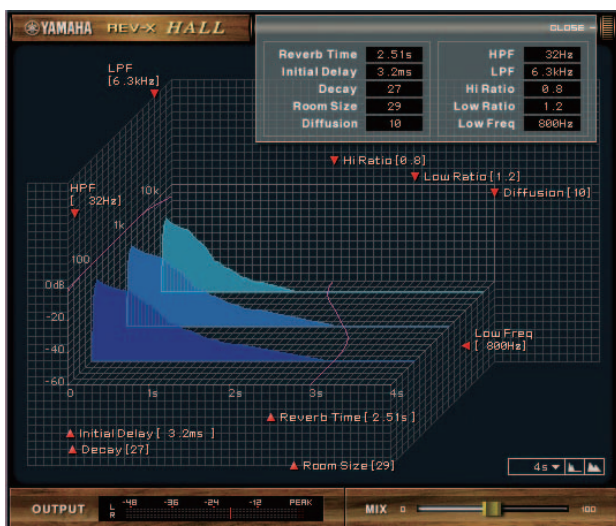 YAMAHA REV-X HALL
CLOSE
Reverb Time 2.51s HPF 32Hz
Initial Delay 3.2ms LPF 6.3kHz
Decay 27 Hi Ratio 0.8
Room Size 29 Low Ratio 1.2
Diffusion 10 Low Freq 800Hz
LPF
[6.3kHz]
Hi Ratio[0.8]
Low Ratio[1.2]
Diffusion[10]
HPF
[ 32Hz]
10k
1k
100
0dB
-20
-40
-60
0 1s 2s 3s 4s
Low Freq
[ 800Hz]
Reverb Time[2.51s]
Initial Delay[ 3.2ms]
Decay[27]
Room Size[29]
4s
OUTPUT L R -48 -36 -24 -12 PEAK MIX 0 100